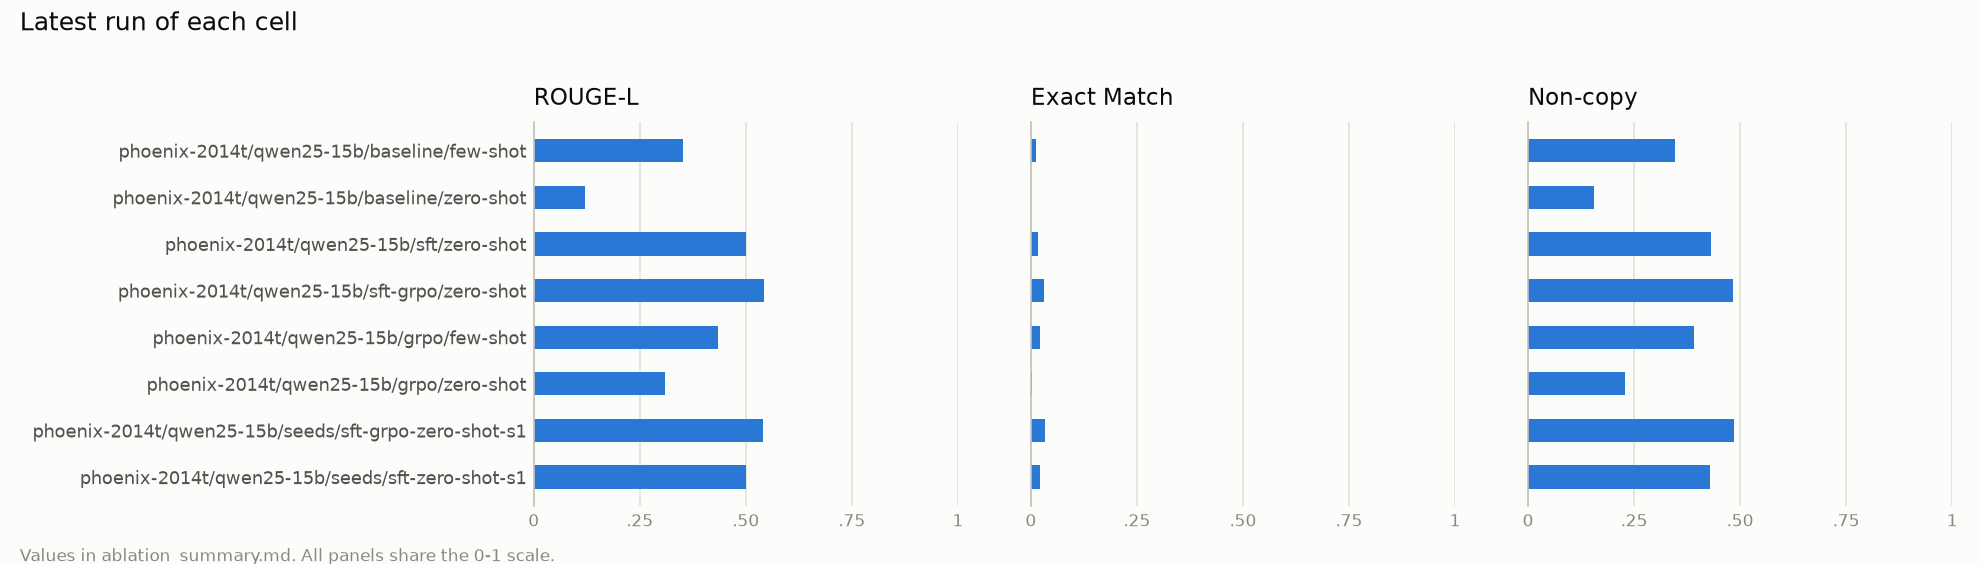 Latest run of each cell
ROUGE-L
Exact Match
Non-copy
phoenix-2014t/qwen25-15b/baseline/few-shot
phoenix-2014t/qwen25-15b/baseline/zero-shot
phoenix-2014t/qwen25-15b/sft/zero-shot
phoenix-2014t/qwen25-15b/sft-grpo/zero-shot
phoenix-2014t/qwen25-15b/grpo/few-shot
phoenix-2014t/qwen25-15b/grpo/zero-shot
phoenix-2014t/qwen25-15b/seeds/sft-grpo-zero-shot-s1
phoenix-2014t/qwen25-15b/seeds/sft-zero-shot-s1
0 .25 .50 .75 1
0 .25 .50 .75 1
0 .25 .50 .75 1
Values in ablation_summary.md. All panels share the 0-1 scale.